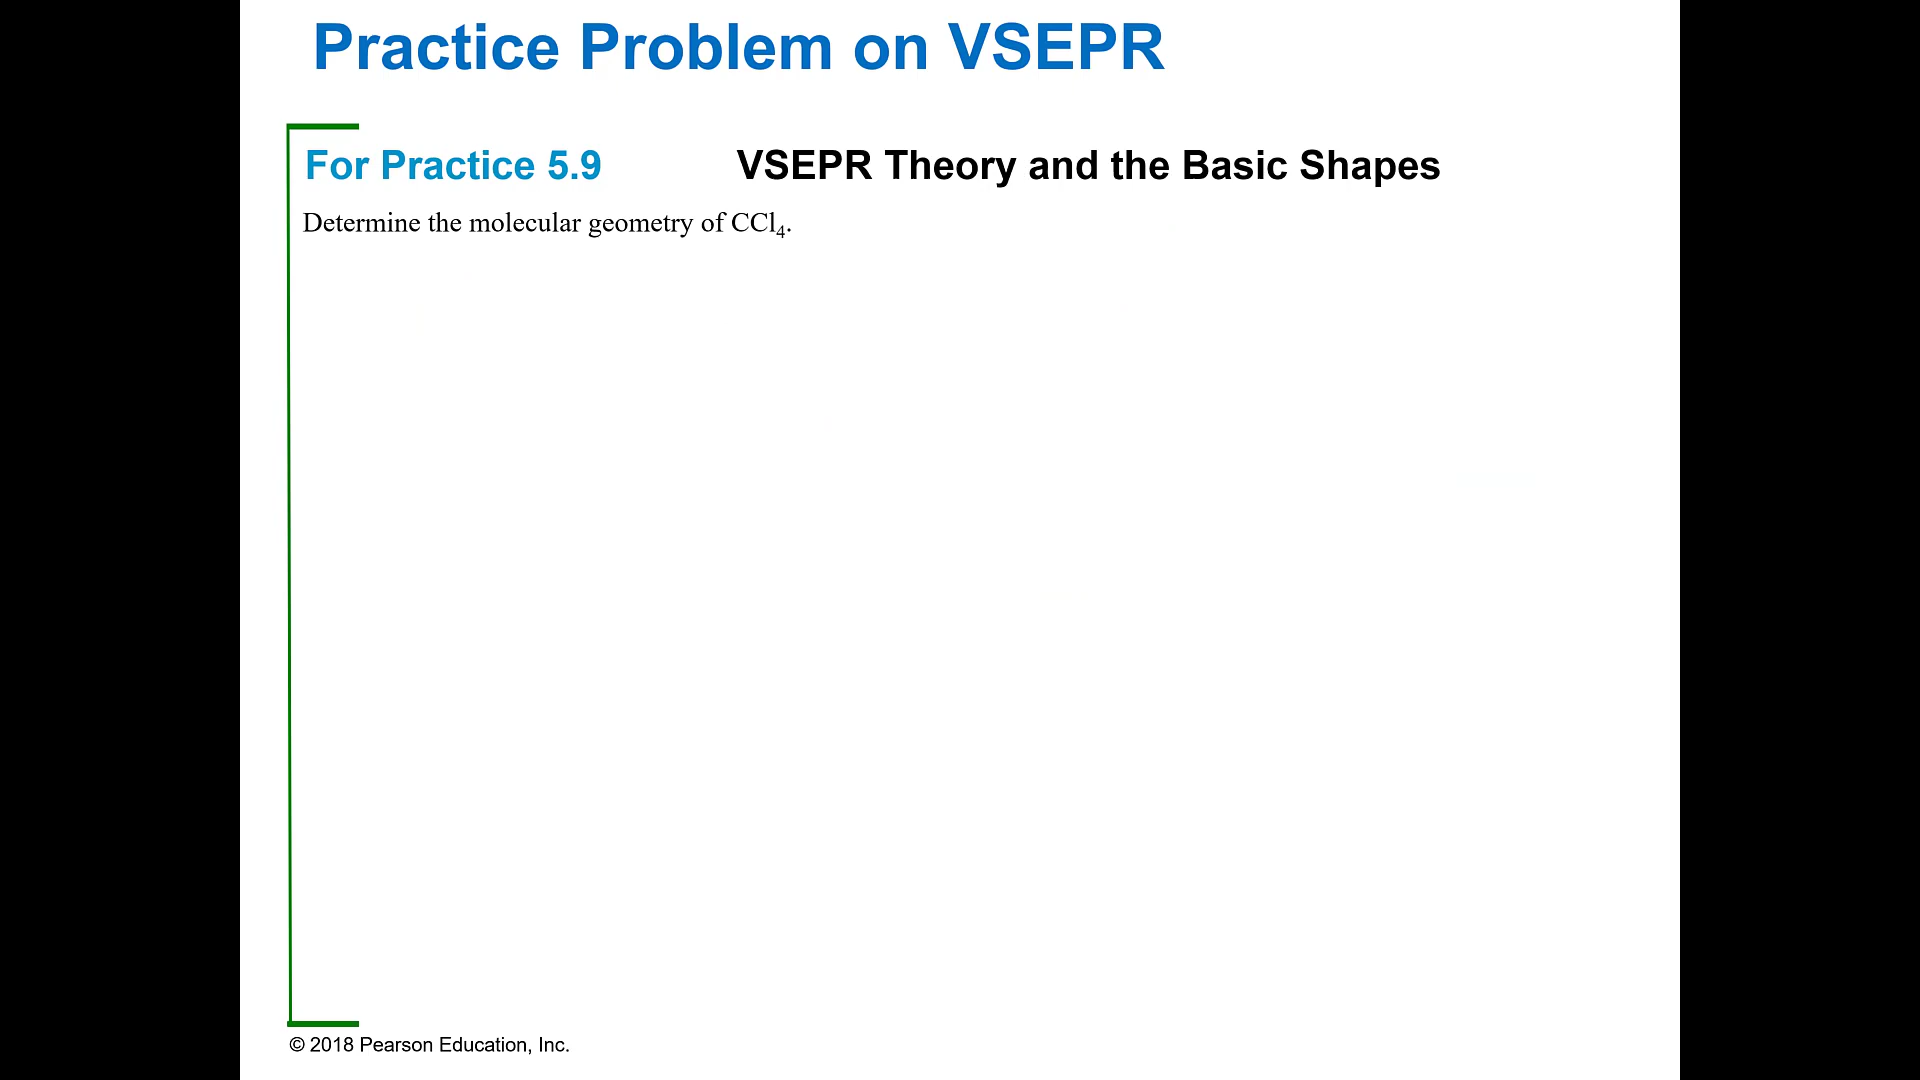 Practice Problem on VSEPR
For Practice 5.9 VSEPR Theory and the Basic Shapes
Determine the molecular geometry of CCl₄.
© 2018 Pearson Education, Inc.